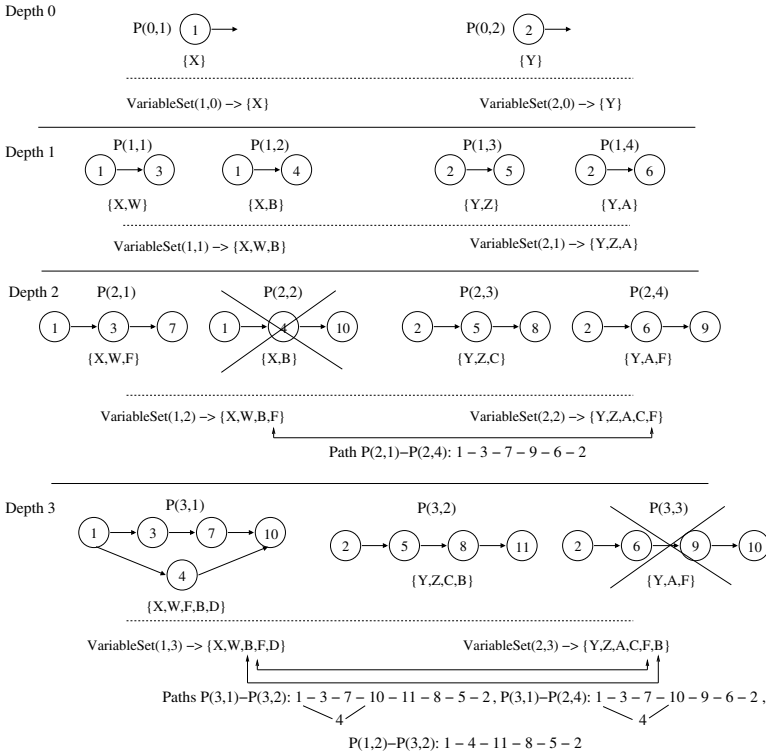 Depth 0
P(0,1) 1 P(0,2) 2
{X} {Y}
VariableSet(1,0) −> {X} VariableSet(2,0) −> {Y}
Depth 1
P(1,1) P(1,2) P(1,3) P(1,4)
1 3 1 4 2 5 2 6
{X,W} {X,B} {Y,Z} {Y,A}
VariableSet(1,1) −> {X,W,B} VariableSet(2,1) −> {Y,Z,A}
Depth 2
P(2,1) P(2,2) P(2,3) P(2,4)
1 3 7 1 4 10 2 5 8 2 6 9
{X,W,F} {X,B} {Y,Z,C} {Y,A,F}
VariableSet(1,2) −> {X,W,B,F} VariableSet(2,2) −> {Y,Z,A,C,F}
Path P(2,1)−P(2,4): 1 − 3 − 7 − 9 − 6 − 2
Depth 3
P(3,1) P(3,2) P(3,3)
1 3 7 10 2 5 8 11 2 6 9 10
4
{X,W,F,B,D} {Y,Z,C,B} {Y,A,F}
VariableSet(1,3) −> {X,W,B,F,D} VariableSet(2,3) −> {Y,Z,A,C,F,B}
Paths P(3,1)−P(3,2): 1 − 3 − 7 − 10 − 11 − 8 − 5 − 2 , P(3,1)−P(2,4): 1 − 3 − 7 − 10 − 9 − 6 − 2 ,
4 4
P(1,2)−P(3,2): 1 − 4 − 11 − 8 − 5 − 2